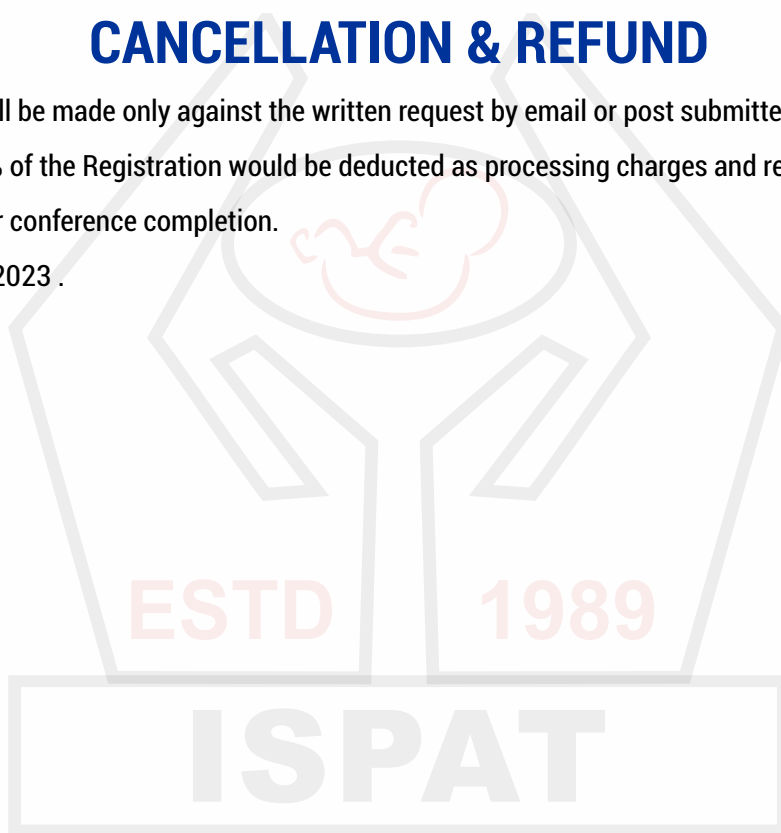 CANCELLATION & REFUND
ll be made only against the written request by email or post submitte
of the Registration would be deducted as processing charges and re
conference completion.
2023 .
ESTD 1989
ISPAT